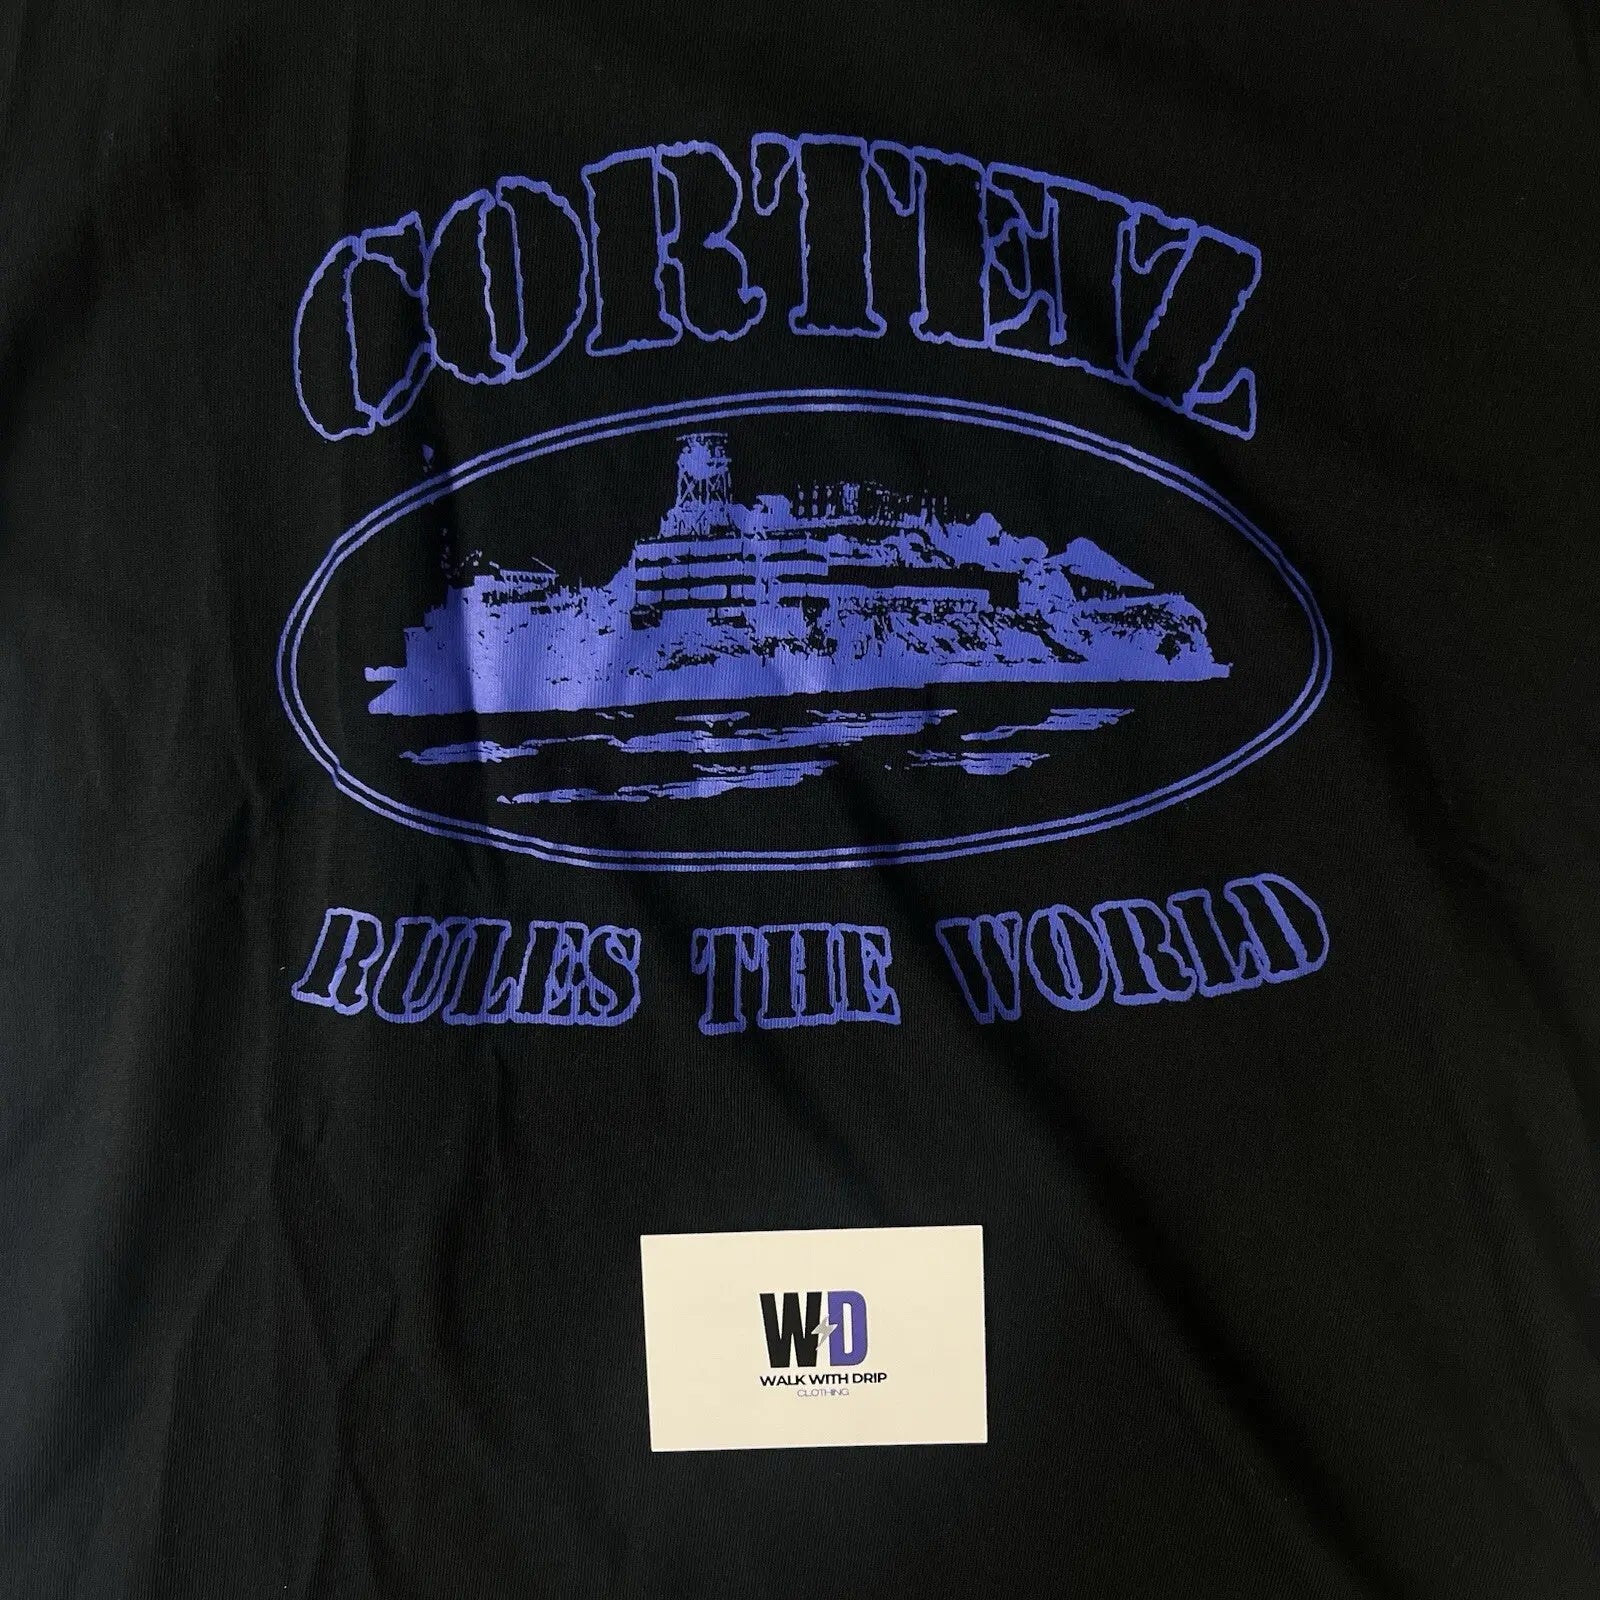 CORTEIZ
RULES THE WORLD
WD
WALK WITH DRIP
CLOTHING